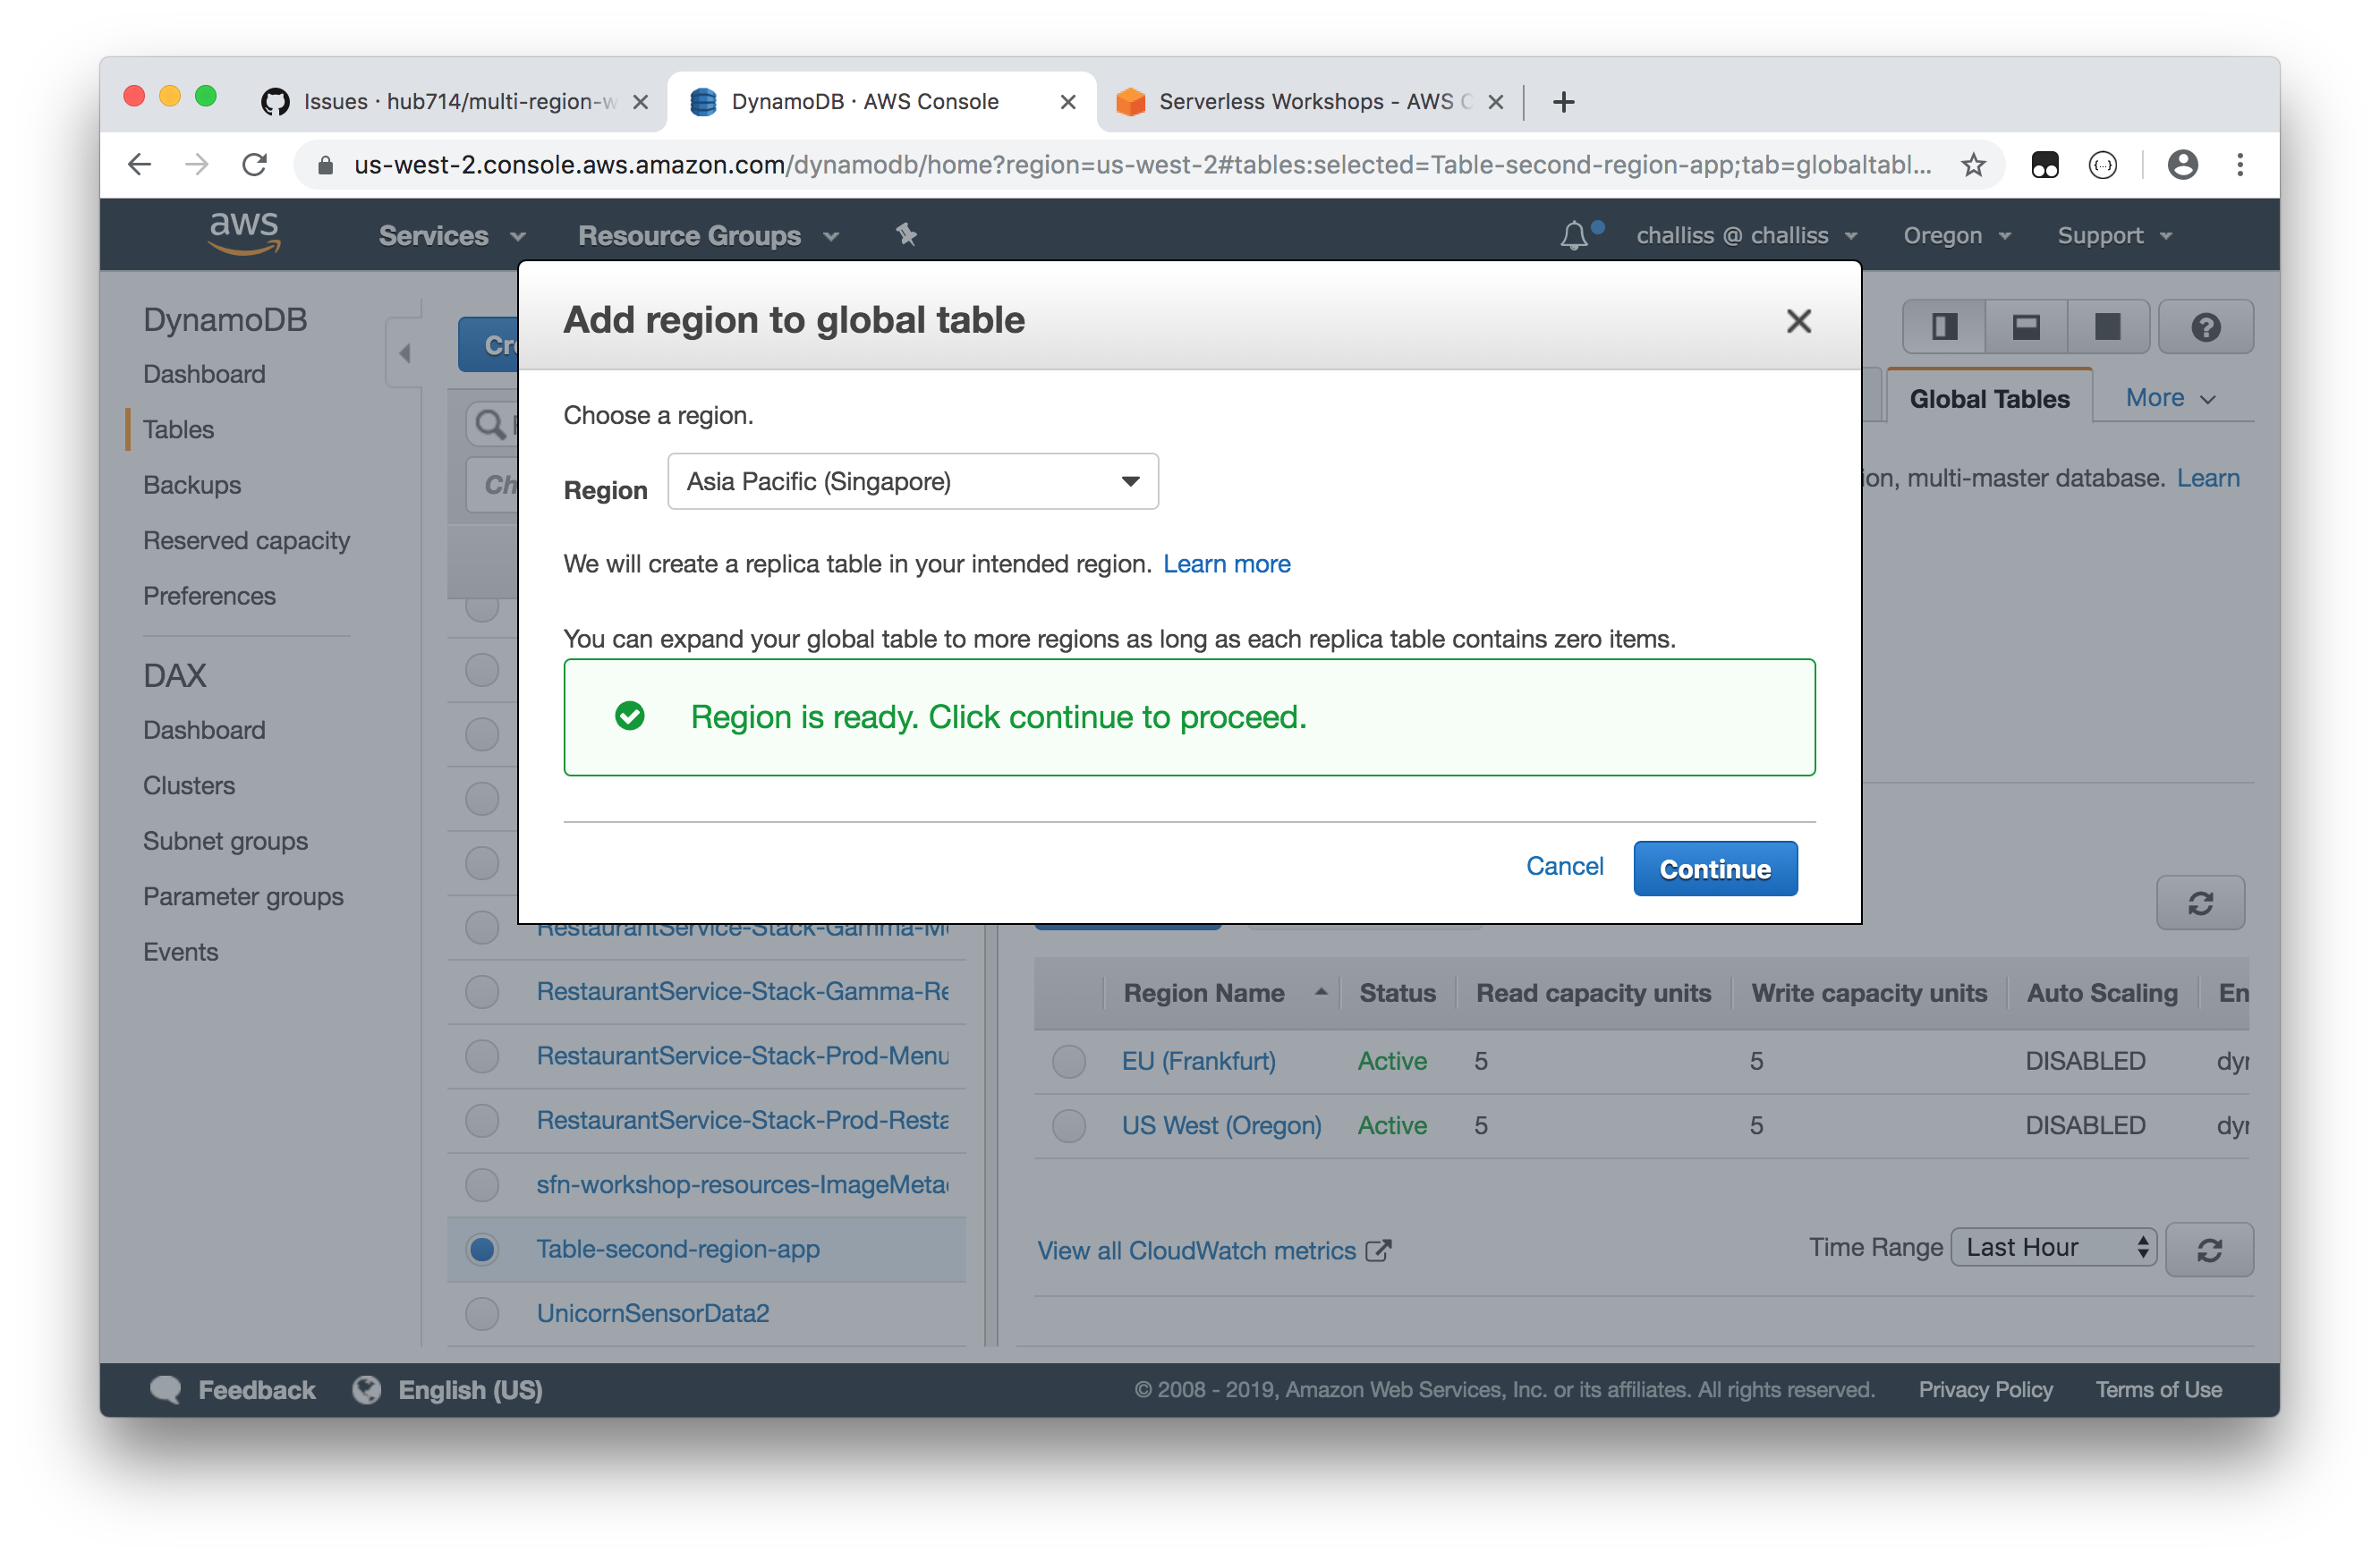 Issues · hub714/multi-region-w
DynamoDB · AWS Console
Serverless Workshops - AWS C
us-west-2.console.aws.amazon.com/dynamodb/home?region=us-west-2#tables:selected=Table-second-region-app;tab=globaltabl...
aws
Services
Resource Groups
challiss @ challiss
Oregon
Support
DynamoDB
Dashboard
Tables
Backups
Reserved capacity
Preferences
DAX
Dashboard
Clusters
Subnet groups
Parameter groups
Events
Cre
Ch
Add region to global table
Choose a region.
Region Asia Pacific (Singapore)
We will create a replica table in your intended region. Learn more
You can expand your global table to more regions as long as each replica table contains zero items.
Region is ready. Click continue to proceed.
Cancel
Continue
Global Tables
More
ion, multi-master database. Learn
RestaurantService-Stack-Gamma-Me
RestaurantService-Stack-Gamma-Re
RestaurantService-Stack-Prod-Menu
RestaurantService-Stack-Prod-Resta
sfn-workshop-resources-ImageMeta
Table-second-region-app
UnicornSensorData2
Region Name Status Read capacity units Write capacity units Auto Scaling En
EU (Frankfurt) Active 5 5 DISABLED dyn
US West (Oregon) Active 5 5 DISABLED dyn
View all CloudWatch metrics
Time Range Last Hour
Feedback
English (US)
© 2008 - 2019, Amazon Web Services, Inc. or its affiliates. All rights reserved.
Privacy Policy
Terms of Use